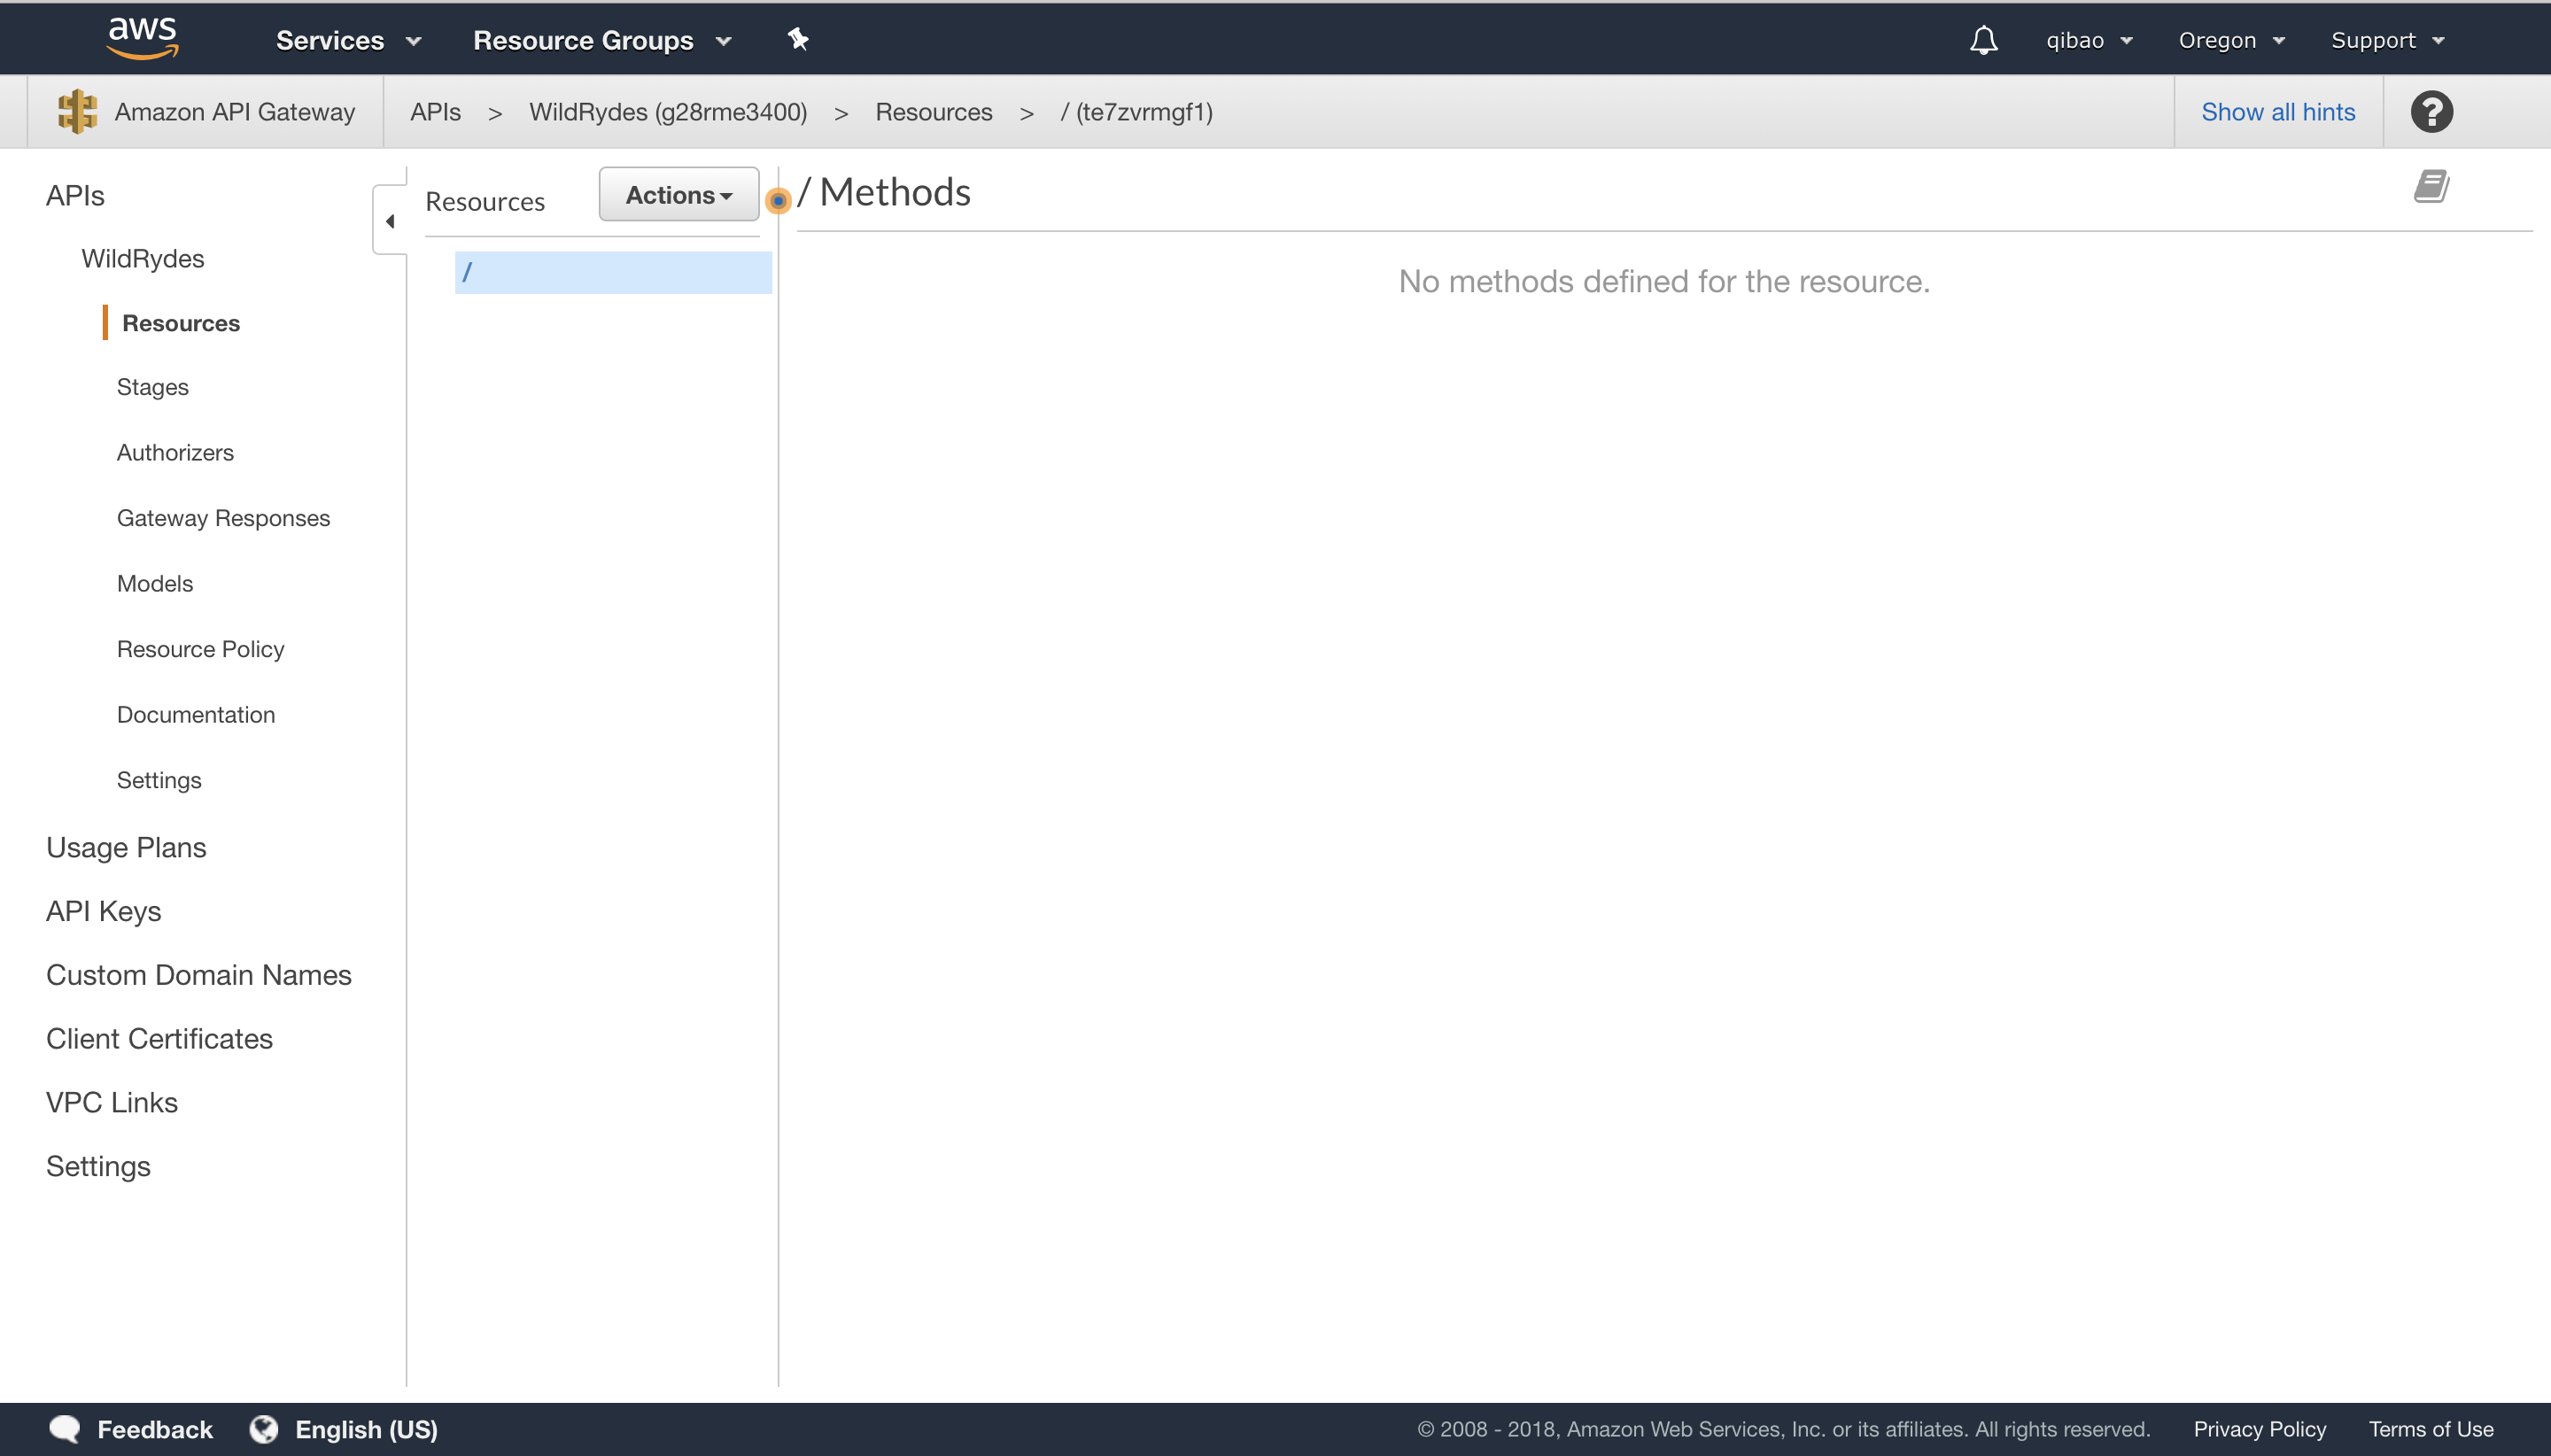 aws Services Resource Groups qibao Oregon Support
Amazon API Gateway APIs > WildRydes (g28rme3400) > Resources > / (te7zvrmgf1) Show all hints ?
APIs
WildRydes
Resources
Stages
Authorizers
Gateway Responses
Models
Resource Policy
Documentation
Settings
Usage Plans
API Keys
Custom Domain Names
Client Certificates
VPC Links
Settings
Resources Actions
/
/ Methods
No methods defined for the resource.
Feedback English (US) © 2008 - 2018, Amazon Web Services, Inc. or its affiliates. All rights reserved. Privacy Policy Terms of Use